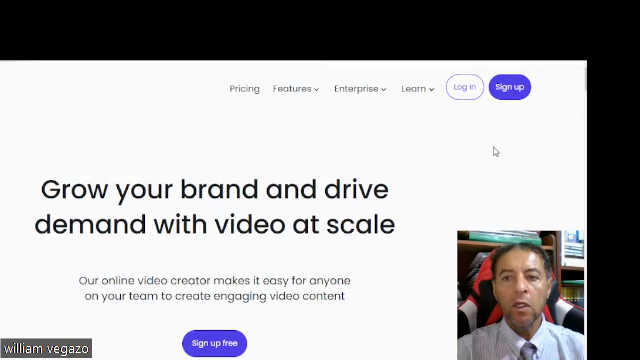 Pricing Features Enterprise Learn Log in Sign up
Grow your brand and drive
demand with video at scale
Our online video creator makes it easy for anyone
on your team to create engaging video content
Sign up free
william vegazo